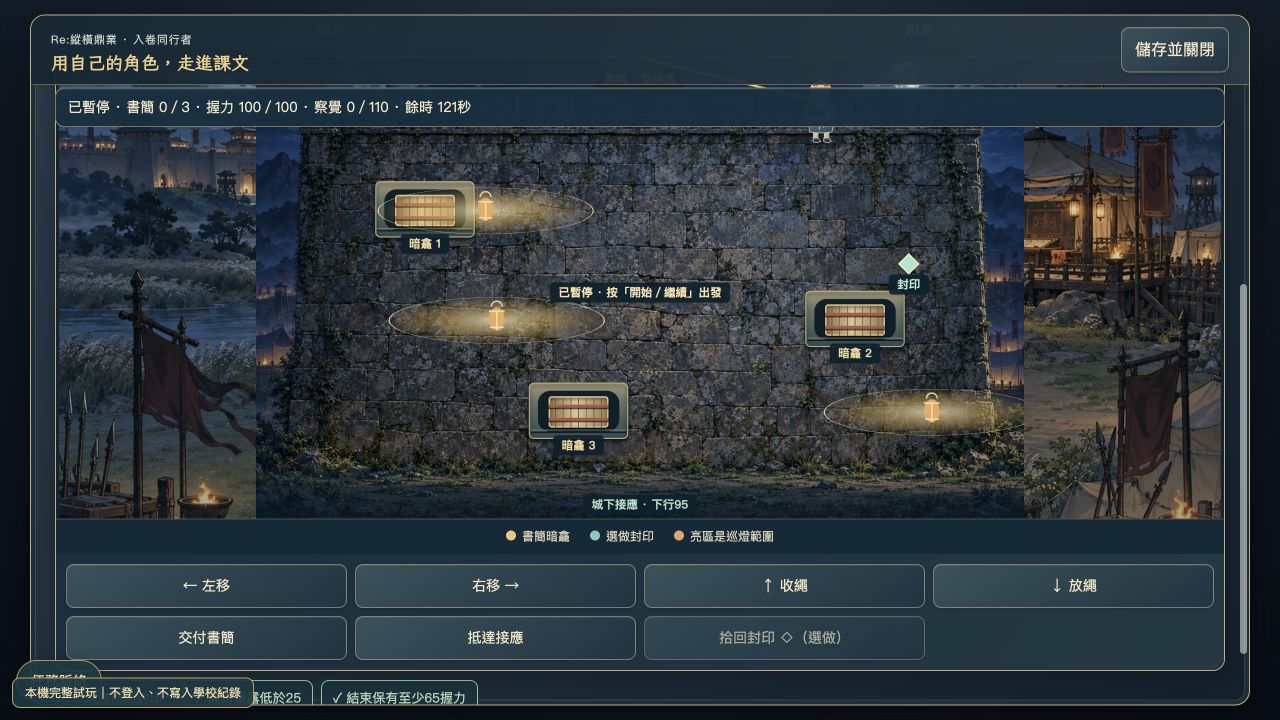 Re:縱橫鼎業 · 入卷同行者
用自己的角色，走進課文
儲存並關閉
已暫停 · 書簡 0 / 3 · 握力 100 / 100 · 察覺 0 / 110 · 餘時 121秒
暗龕 1
封印
已暫停 · 按「開始 / 繼續」出發
暗龕 2
暗龕 3
城下接應 · 下行95
書簡暗龕
選做封印
亮區是巡燈範圍
← 左移
右移 →
↑ 收繩
↓ 放繩
交付書簡
抵達接應
拾回封印 ◇（選做）
本機完整試玩｜不登入、不寫入學校紀錄
低於25
✓ 結束保有至少65握力